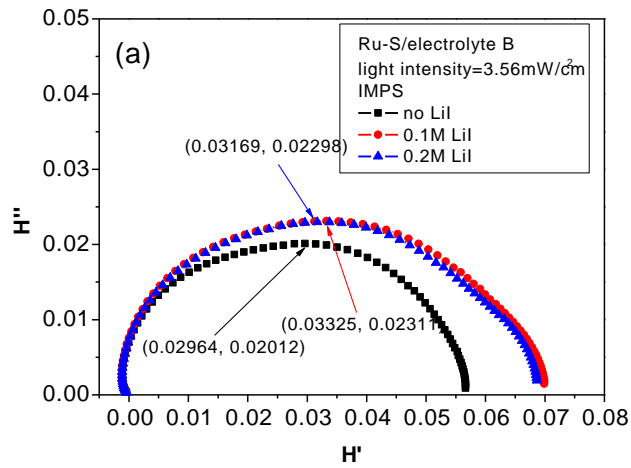 0.05
(a)
Ru-S/electrolyte B
light intensity=3.56mW/cm²
IMPS
no LiI
0.1M LiI
0.2M LiI
0.04
0.03
(0.03169, 0.02298)
H''
0.02
0.01
(0.03325, 0.02311)
(0.02964, 0.02012)
0.00
0.00 0.01 0.02 0.03 0.04 0.05 0.06 0.07 0.08
H'